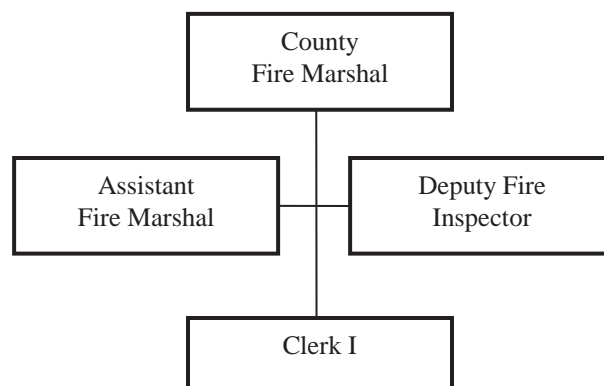 County
Fire Marshal
Assistant
Fire Marshal
Deputy Fire
Inspector
Clerk I